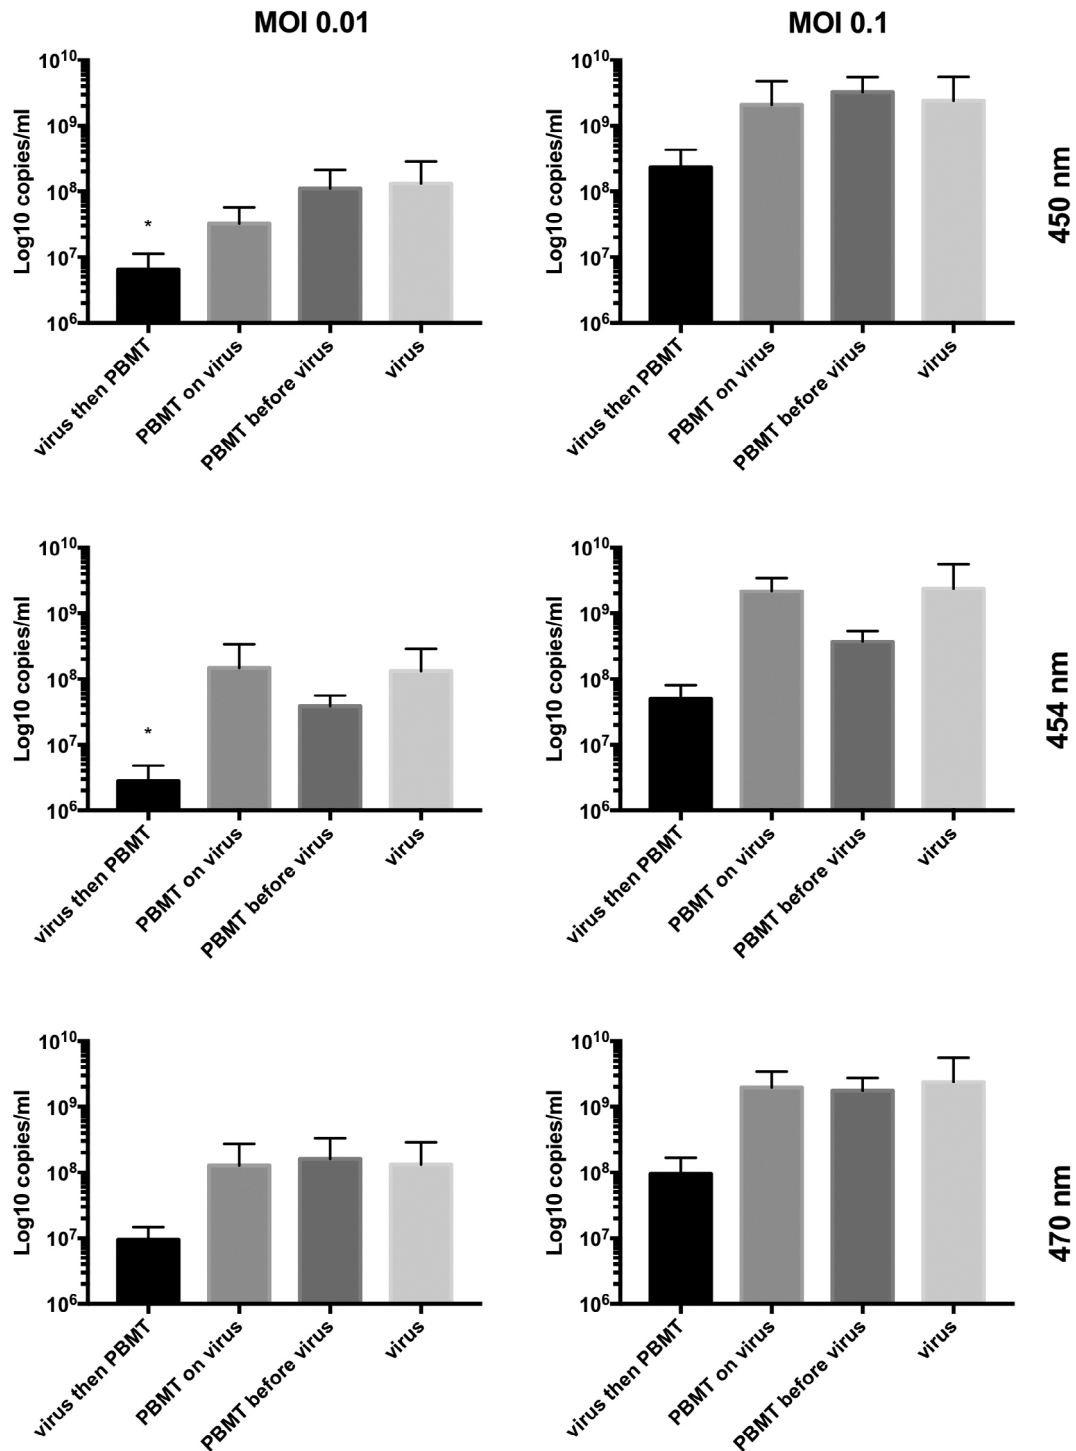 MOI 0.01
MOI 0.1
Log10 copies/ml
10^10
10^9
10^8
10^7
10^6
*
virus then PBMT
PBMT on virus
PBMT before virus
virus
Log10 copies/ml
10^10
10^9
10^8
10^7
10^6
virus then PBMT
PBMT on virus
PBMT before virus
virus
450 nm
Log10 copies/ml
10^10
10^9
10^8
10^7
10^6
*
virus then PBMT
PBMT on virus
PBMT before virus
virus
Log10 copies/ml
10^10
10^9
10^8
10^7
10^6
virus then PBMT
PBMT on virus
PBMT before virus
virus
454 nm
Log10 copies/ml
10^10
10^9
10^8
10^7
10^6
virus then PBMT
PBMT on virus
PBMT before virus
virus
Log10 copies/ml
10^10
10^9
10^8
10^7
10^6
virus then PBMT
PBMT on virus
PBMT before virus
virus
470 nm